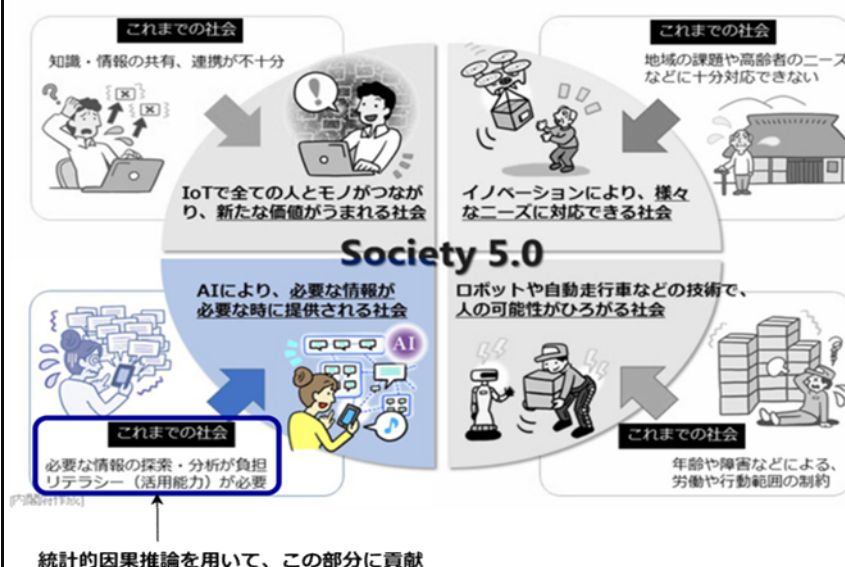 これまでの社会
知識・情報の共有、連携が不十分
IoTで全ての人とモノがつなが
り、新たな価値がうまれる社会
これまでの社会
地域の課題や高齢者のニーズ
などに十分対応できない
イノベーションにより、様々
なニーズに対応できる社会
Society 5.0
AIにより、必要な情報が
必要な時に提供される社会
AI
これまでの社会
必要な情報の探索・分析が負担
リテラシー（活用能力）が必要
ロボットや自動走行車などの技術で、
人の可能性がひろがる社会
これまでの社会
年齢や障害などによる、
労働や行動範囲の制約
[内閣府作成]
統計的因果推論を用いて、この部分に貢献